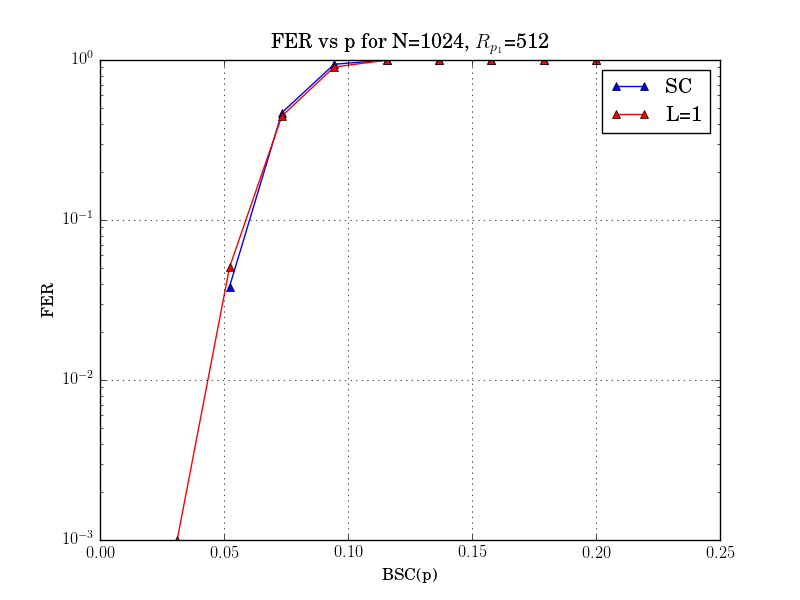 FER vs p for N=1024, $R_{p_1}$=512
SC
L=1
FER
$10^0$
$10^{-1}$
$10^{-2}$
$10^{-3}$
0.00 0.05 0.10 0.15 0.20 0.25
BSC(p)